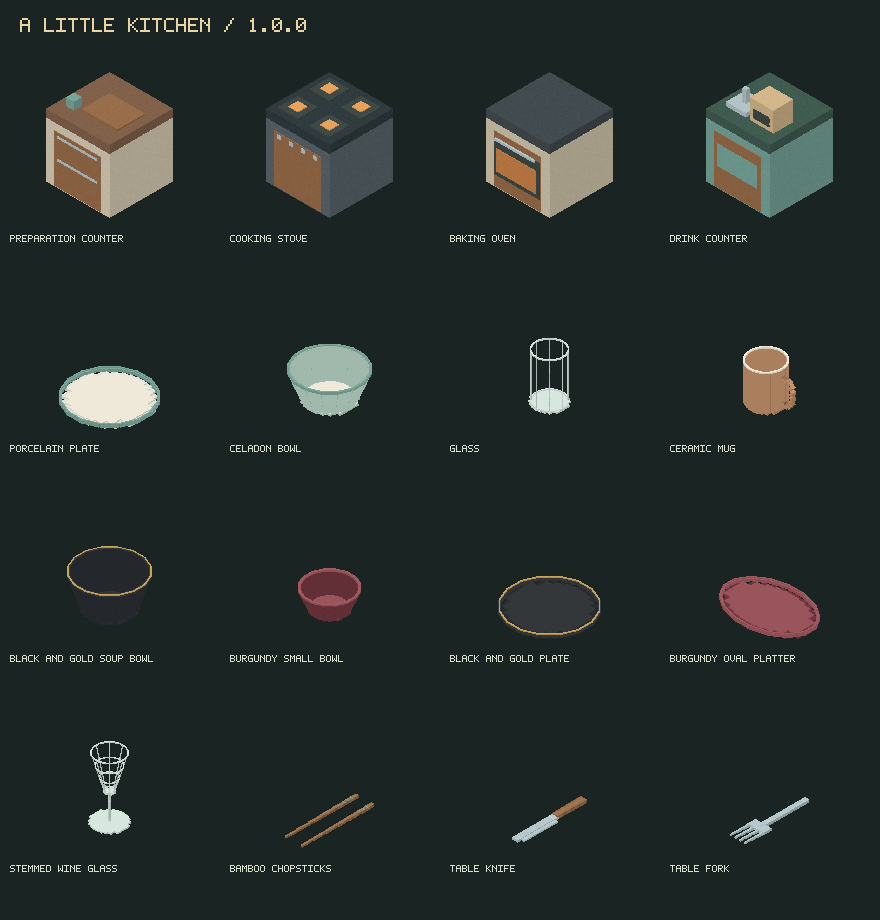 A LITTLE KITCHEN / 1.0.0
PREPARATION COUNTER
COOKING STOVE
BAKING OVEN
DRINK COUNTER
PORCELAIN PLATE
CELADON BOWL
GLASS
CERAMIC MUG
BLACK AND GOLD SOUP BOWL
BURGUNDY SMALL BOWL
BLACK AND GOLD PLATE
BURGUNDY OVAL PLATTER
STEMMED WINE GLASS
BAMBOO CHOPSTICKS
TABLE KNIFE
TABLE FORK